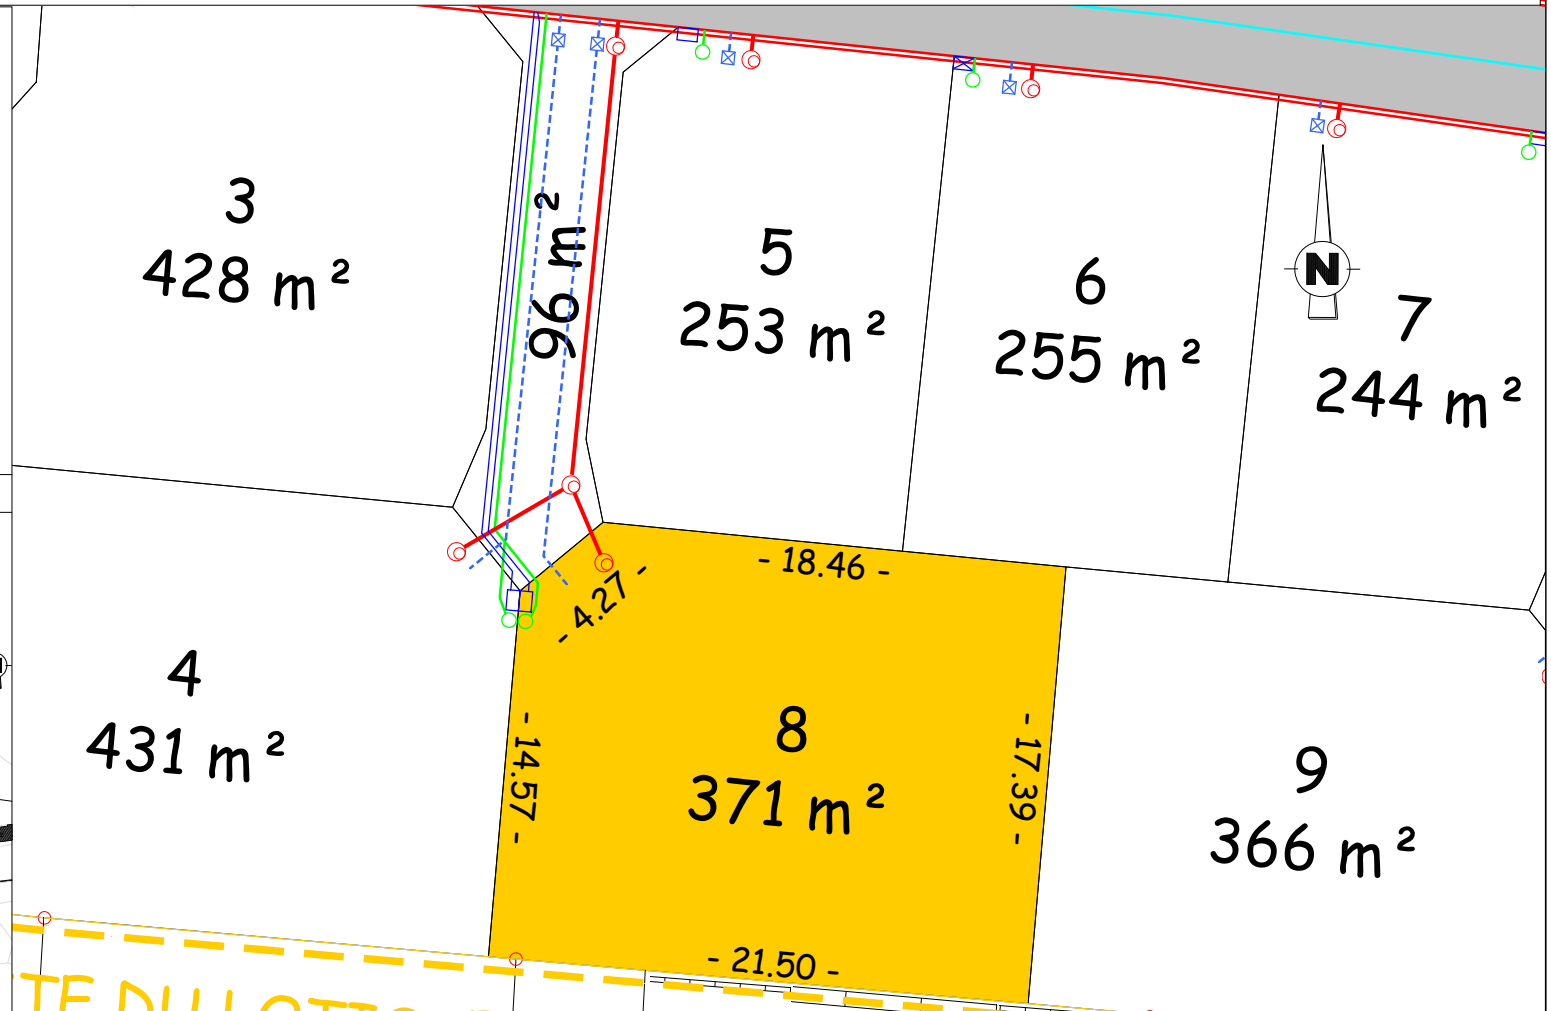 3
428 m²
96 m²
5
253 m²
6
255 m²
N
7
244 m²
- 18.46 -
- 4.27 -
4
431 m²
- 14.57 -
8
371 m²
- 17.39 -
9
366 m²
- 21.50 -